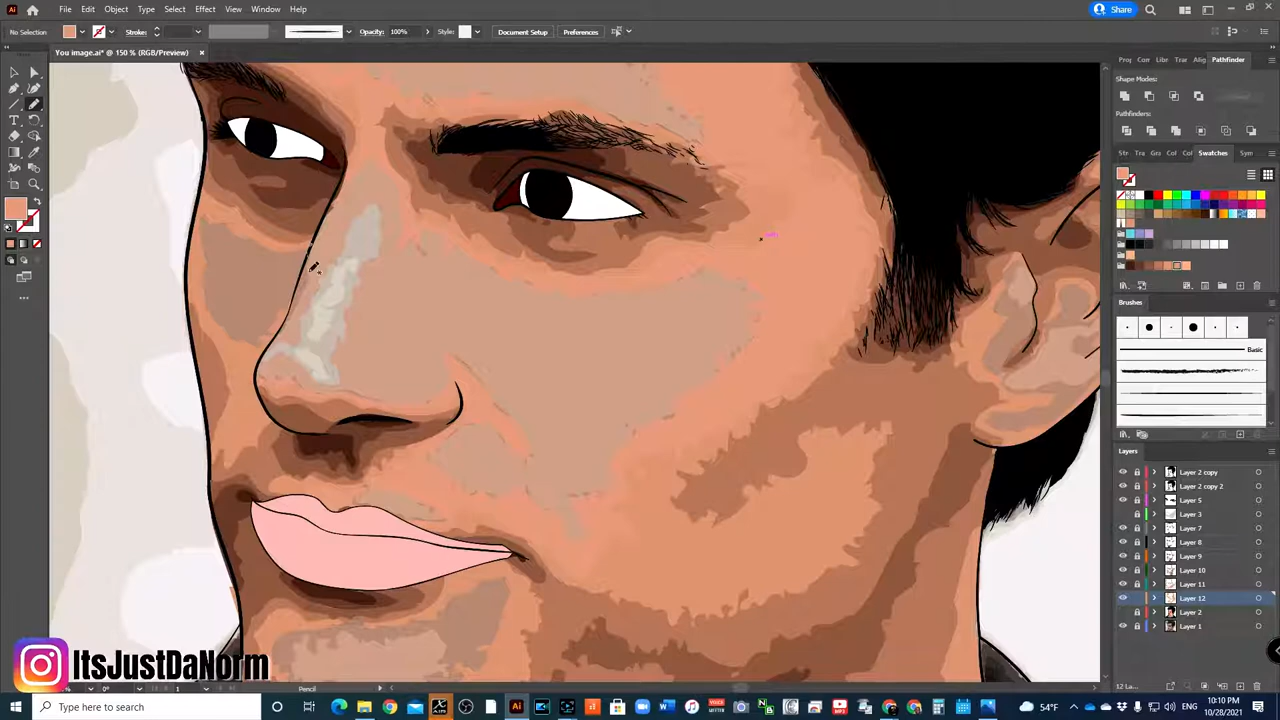 Ai File Edit Object Type Select Effect View Window Help Share
No Selection Stroke: Opacity: 100% Style: Document Setup Preferences
You image.ai* @ 150 % (RGB/Preview) ×
Pathfinder
Shape Modes:
Pathfinders:
Swatches
Brushes
Basic
Layers
Layer 2 copy
Layer 2 copy 2
Layer 5
Layer 3
Layer 7
Layer 8
Layer 9
Layer 10
Layer 11
Layer 12
Layer 2
Layer 1
ItsJustDaNorm
0° 1 Pencil
Type here to search
54°F
10:10 PM
10/28/2021